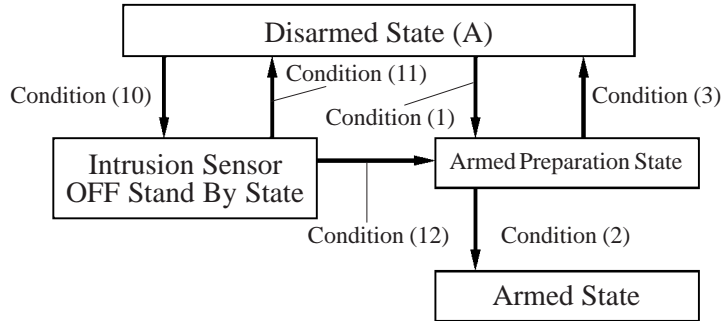 Disarmed State (A)
Condition (10)
Condition (11)
Condition (1)
Condition (3)
Intrusion Sensor
OFF Stand By State
Armed Preparation State
Condition (12)
Condition (2)
Armed State